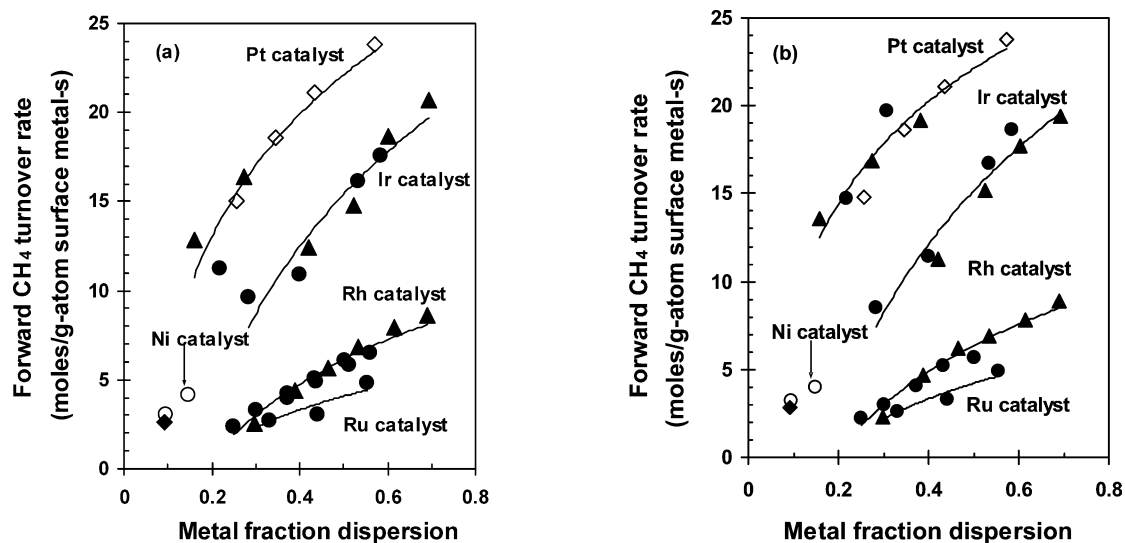 Forward CH₄ turnover rate
(moles/g-atom surface metal-s)
25
20
15
10
5
0
(a)
Pt catalyst
Ir catalyst
Rh catalyst
Ni catalyst
Ru catalyst
0 0.2 0.4 0.6 0.8
Metal fraction dispersion
Forward CH₄ turnover rate
(moles/g-atom surface metal-s)
25
20
15
10
5
0
(b)
Pt catalyst
Ir catalyst
Rh catalyst
Ni catalyst
Ru catalyst
0 0.2 0.4 0.6 0.8
Metal fraction dispersion